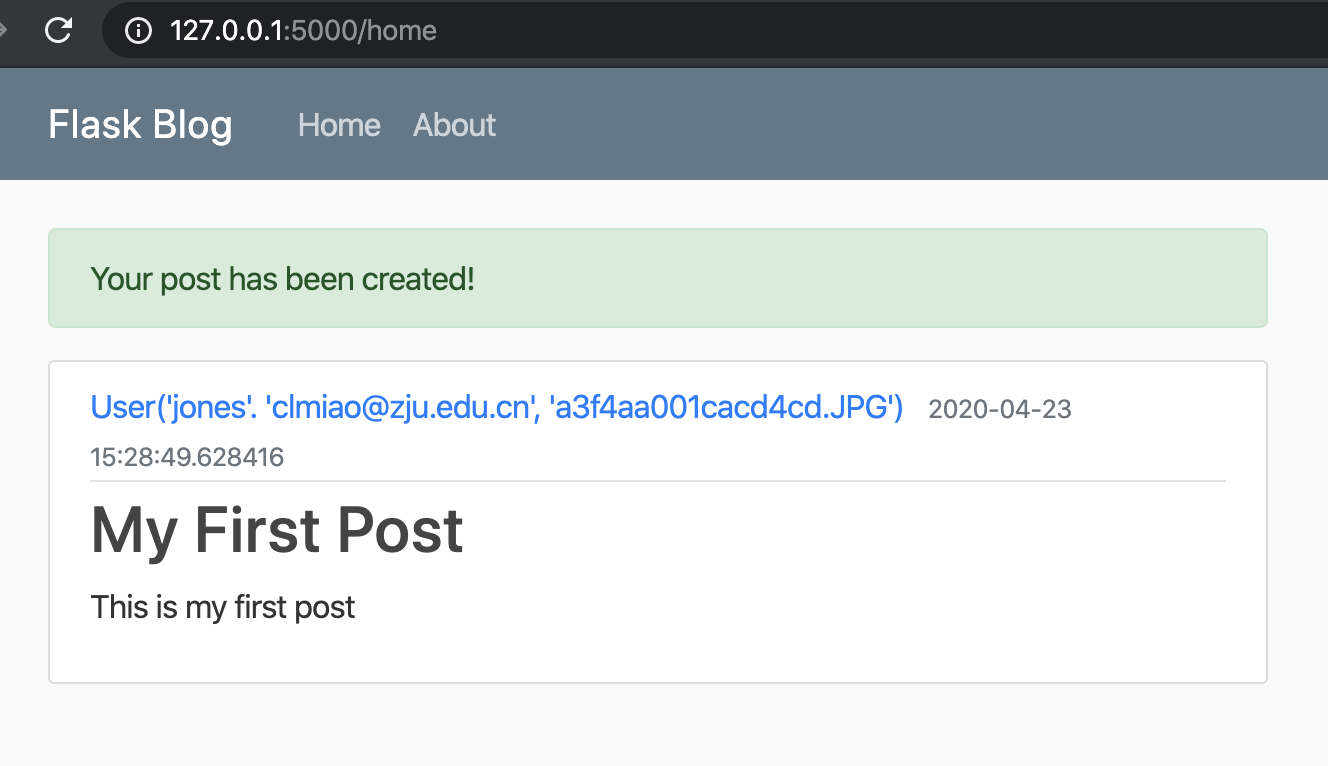 127.0.0.1:5000/home
Flask Blog Home About
Your post has been created!
User('jones'. 'clmiao@zju.edu.cn', 'a3f4aa001cacd4cd.JPG') 2020-04-23
15:28:49.628416
My First Post
This is my first post